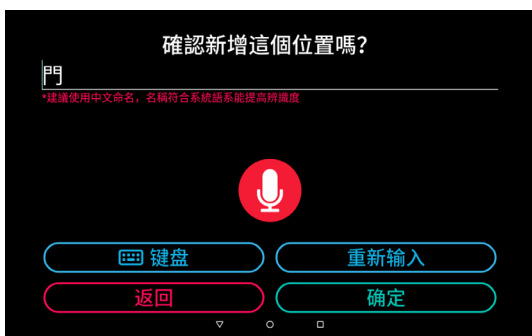 確認新增這個位置嗎?
門
*建議使用中文命名，名稱符合系統語系能提高辨識度
键盘
重新输入
返回
确定